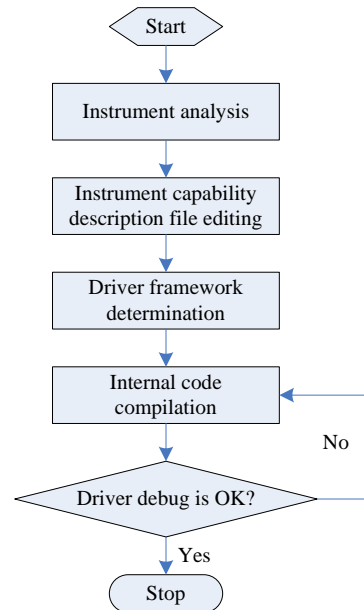 Start
Instrument analysis
Instrument capability
description file editing
Driver framework
determination
Internal code
compilation
No
Driver debug is OK?
Yes
Stop